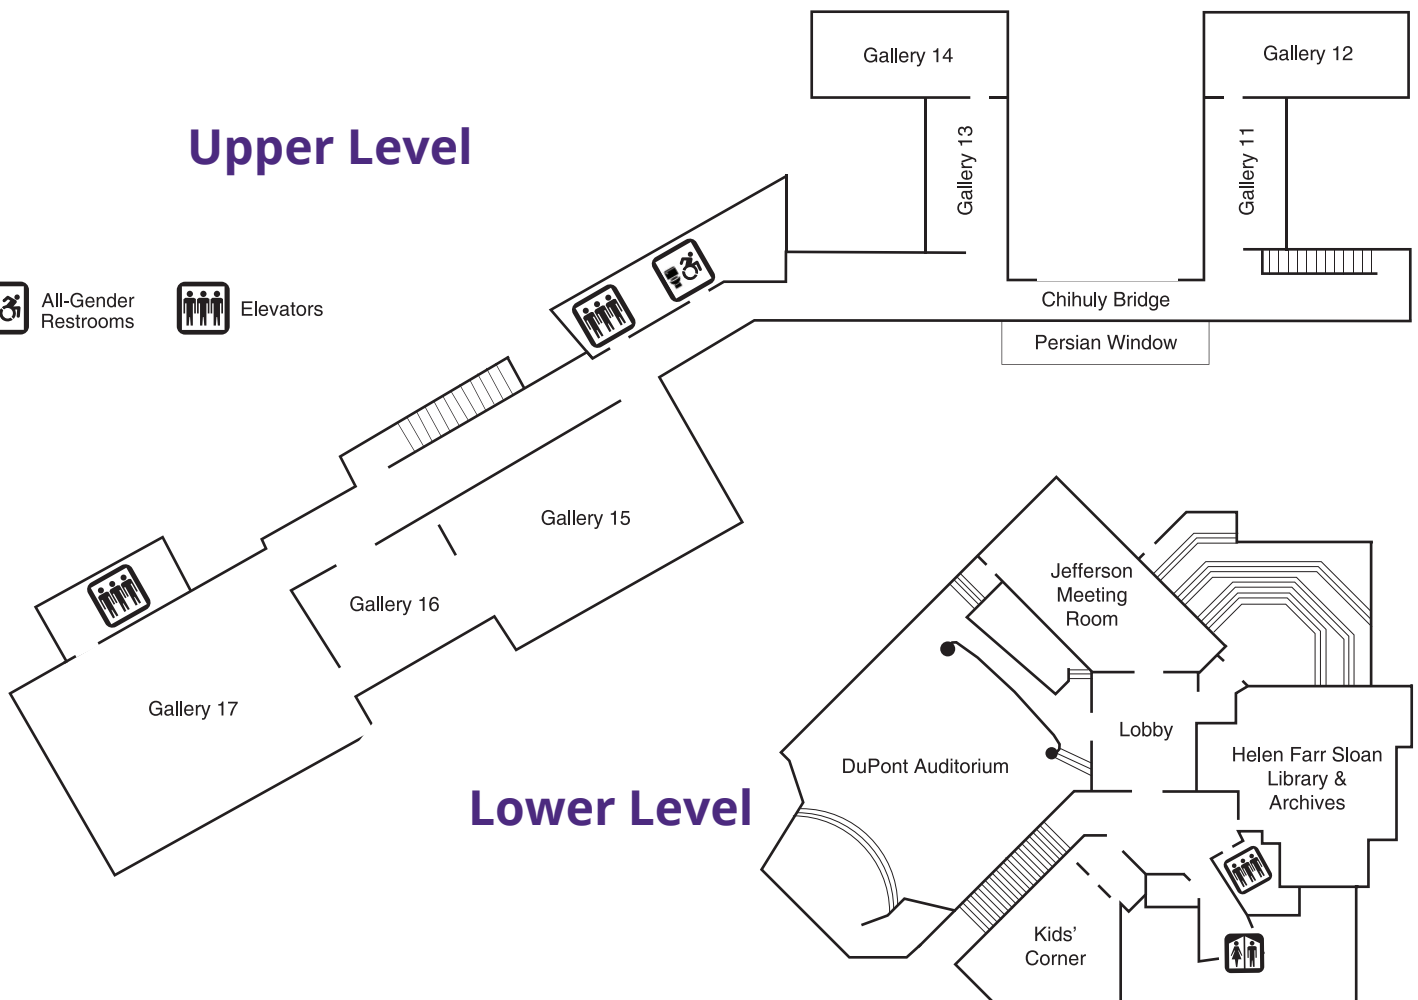 Gallery 14
Gallery 12
Upper Level
Gallery 13
Gallery 11
All-Gender
Restrooms
Elevators
Chihuly Bridge
Persian Window
Gallery 15
Gallery 16
Gallery 17
Jefferson
Meeting
Room
Lobby
DuPont Auditorium
Helen Farr Sloan
Library &
Archives
Lower Level
Kids'
Corner